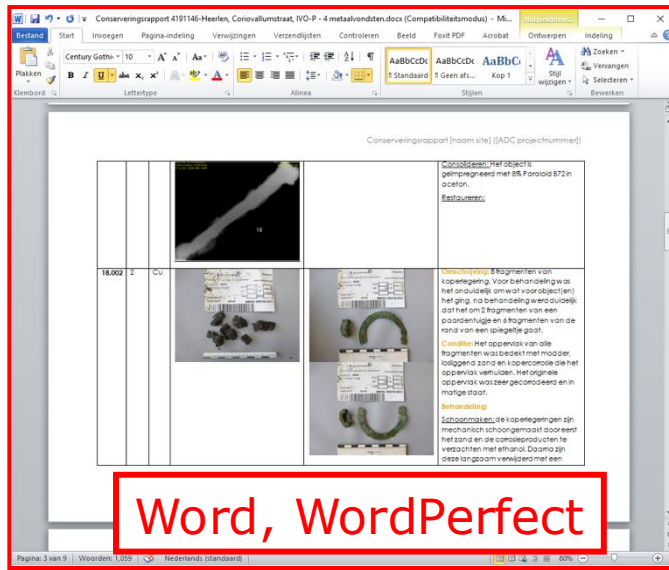 Conserveringsrapport 4191146-Heerlen, Coriovallumstraat, IVO-P - 4 metaalvondsten.docx (Compatibiliteitsmodus) - Mi...
Bestand Start Invoegen Pagina-indeling Verwijzingen Verzendlijsten Controleren Beeld Foxit PDF Acrobat Ontwerpen Indeling
Plakken
Century Gothi 10
AaBbCcDc AaBbCcDc AaBbCc
¶ Standaard ¶ Geen afs... Kop 1
Stijl wijzigen
Zoeken
Vervangen
Selecteren
Klembord Lettertype Alinea Stijlen Bewerken
Conserveringsrapport [naam site] ([ADC projectnummer])
18
Consolideren: Het object is
geïmpregneerd met 8% Paraloid B72 in
aceton.
Restaureren:
18.002 2 Cu
Omschrijving: 8 fragmenten van
koperlegering. Voor behandeling was
het onduidelijk om wat voor object(en)
het ging, na behandeling werd duidelijk
dat het om 2 fragmenten van een
paardentuigje en 6 fragmenten van de
rand van een spiegeltje gaat.
Conditie: Het oppervlak van alle
fragmenten was bedekt met modder,
losliggend zand en kopercorrosie die het
oppervlak verhulden. Het originele
oppervlak was zeer gecorrodeerd en in
matige staat.
Behandeling:
Schoonmaken: de koperlegeringen zijn
mechanisch schoongemaakt door eerst
het zand en de corrosieproducten te
verzachten met ethanol. Daarna zijn
deze langzaam verwijderd met een
Word, WordPerfect
Pagina: 3 van 9 Woorden: 1,059 Nederlands (standaard) 80%